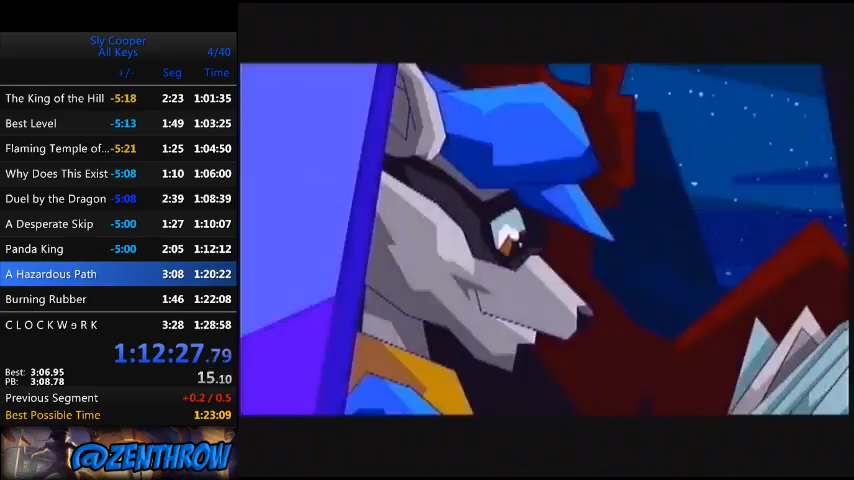 Sly Cooper
All Keys 4/40
+/- Seg Time
The King of the Hill -5:18 2:23 1:01:35
Best Level -5:13 1:49 1:03:25
Flaming Temple of... -5:21 1:25 1:04:50
Why Does This Exist -5:08 1:10 1:06:00
Duel by the Dragon -5:08 2:39 1:08:39
A Desperate Skip -5:00 1:27 1:10:07
Panda King -5:00 2:05 1:12:12
A Hazardous Path 3:08 1:20:22
Burning Rubber 1:46 1:22:08
C L O C K W ɘ R K 3:28 1:28:58
1:12:27.79
Best: 3:06.95 15.10
PB: 3:08.78
Previous Segment +0.2 / 0.5
Best Possible Time 1:23:09
@ZENTHROW